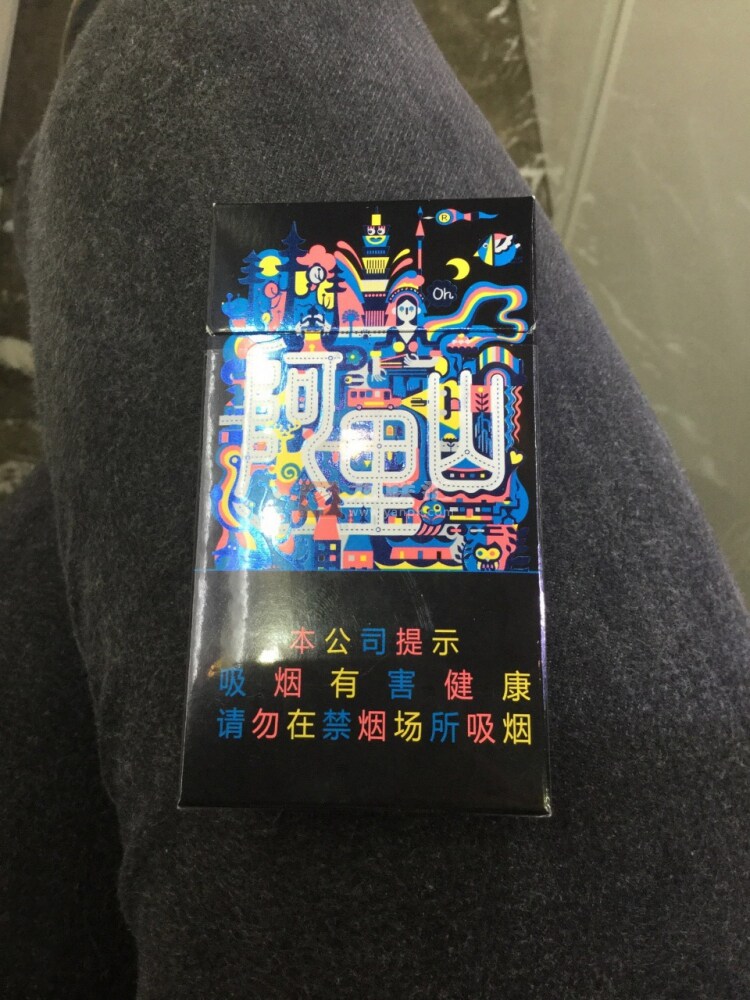 R
Oh
阿里山
本公司提示
吸烟有害健康
请勿在禁烟场所吸烟